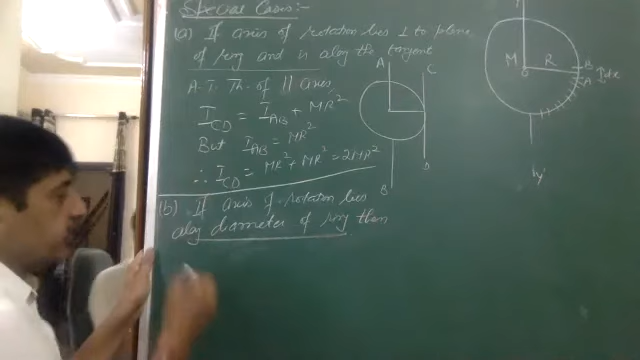 Special Cases:-
(a) If axis of rotation lies ⊥ to plane
of ring and is along the tangent
A.T. Th. of || axis,
I_CD = I_AB + MR²
But I_AB = MR²
∴ I_CD = MR² + MR² = 2MR²
(b) If axis of rotation lies
along diameter of ring then
A
C
B
D
M
R
B
A
dx